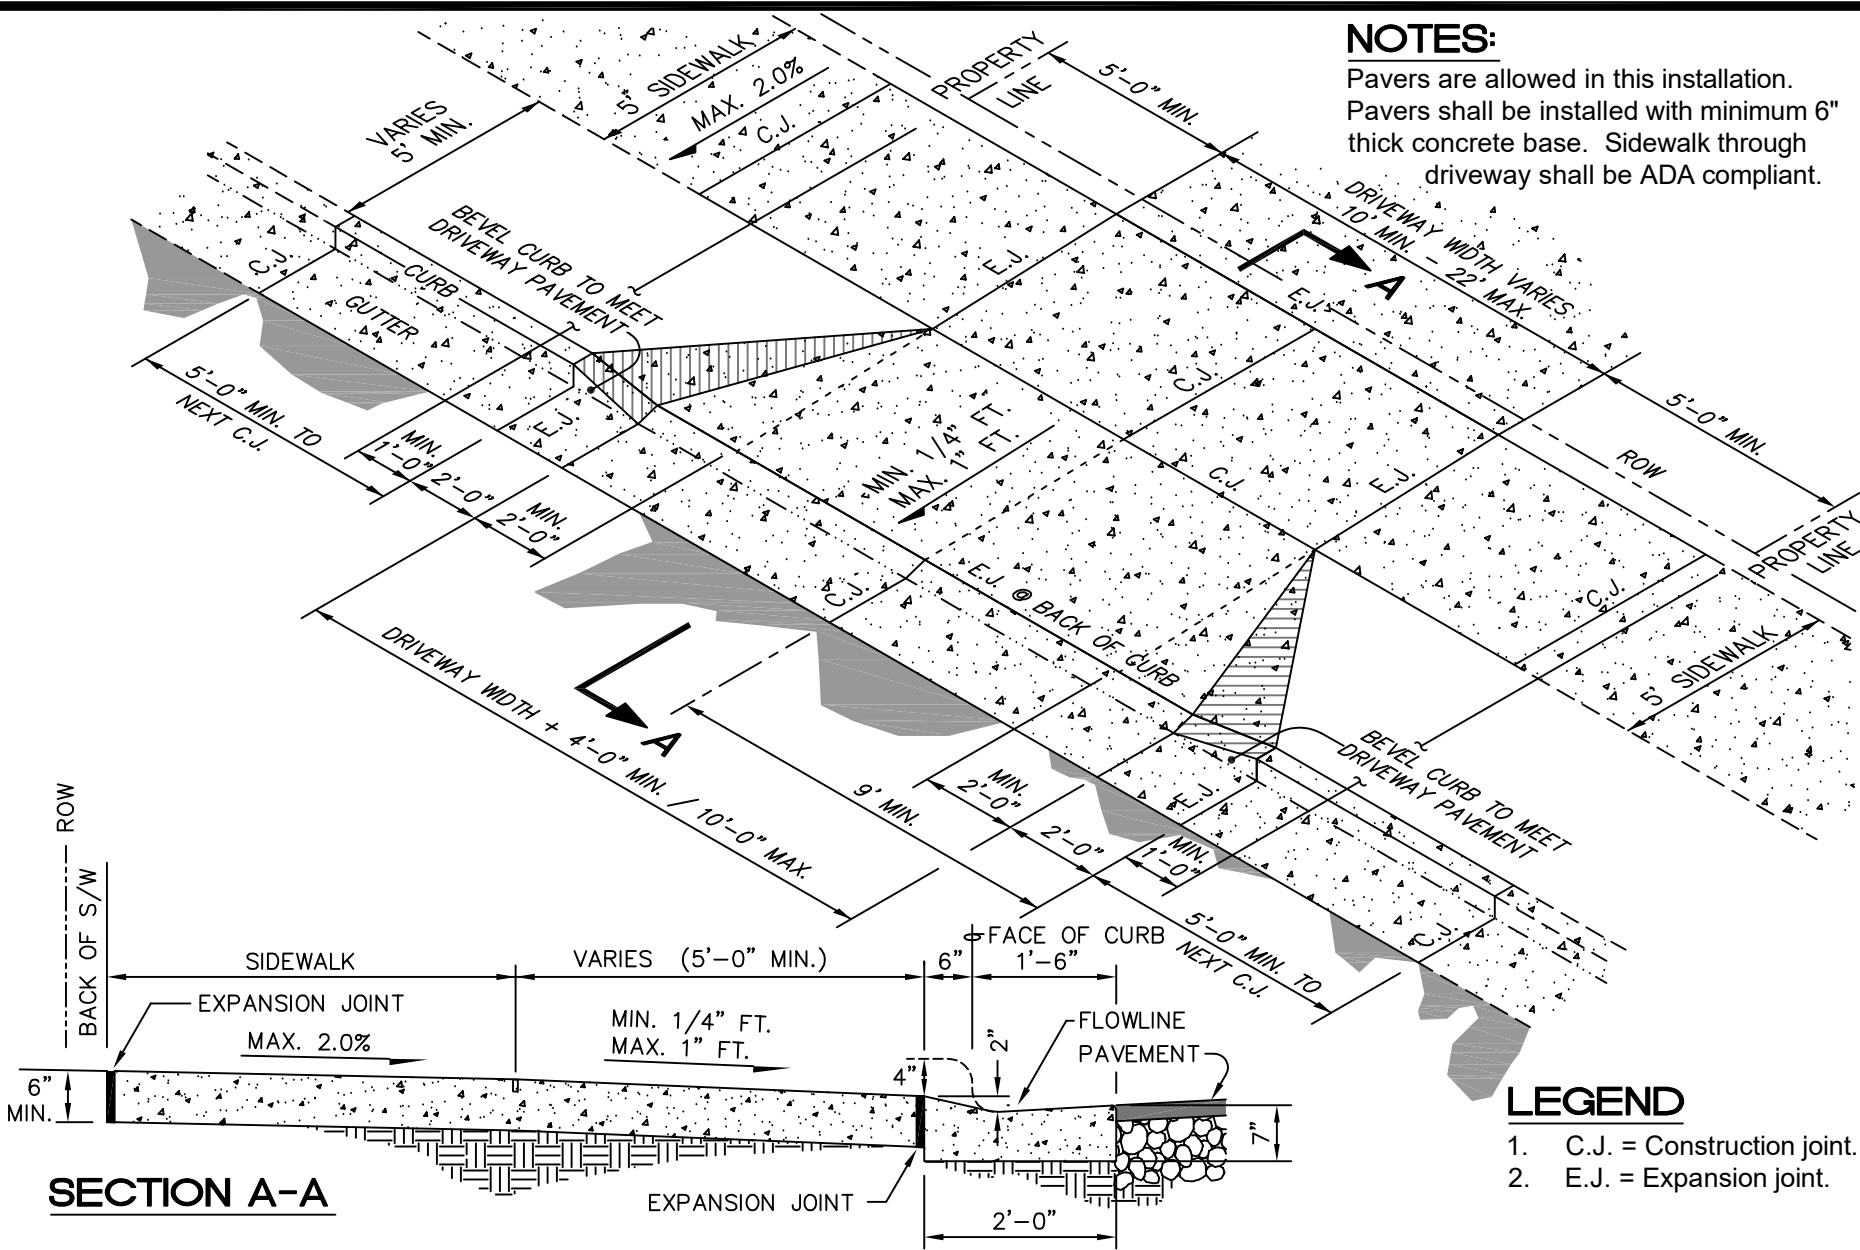 NOTES:
Pavers are allowed in this installation.
Pavers shall be installed with minimum 6"
thick concrete base. Sidewalk through
driveway shall be ADA compliant.
5' SIDEWALK
MAX. 2.0%
C.J.
PROPERTY
LINE
5'-0" MIN.
VARIES
5' MIN.
DRIVEWAY WIDTH VARIES
10' MIN. - 22' MAX.
BEVEL CURB TO MEET
DRIVEWAY PAVEMENT
E.J.
A
E.J.
C.J.
CURB
GUTTER
5'-0" MIN. TO
NEXT C.J.
E.J.
MIN.
1'-0"
2'-0"
MIN.
2'-0"
C.J.
MIN. 1/4" FT.
MAX. 1" FT.
C.J.
E.J.
5'-0" MIN.
ROW
PROPERTY
LINE
C.J.
5' SIDEWALK
C.J.
E.J. @ BACK OF CURB
DRIVEWAY WIDTH + 4'-0" MIN. / 10'-0" MAX.
A
9' MIN.
MIN.
2'-0"
2'-0"
MIN.
1'-0"
E.J.
BEVEL CURB TO MEET
DRIVEWAY PAVEMENT
C.J.
5'-0" MIN. TO
NEXT C.J.
ROW
BACK OF S/W
SIDEWALK
VARIES (5'-0" MIN.)
6"
FACE OF CURB
1'-6"
EXPANSION JOINT
MAX. 2.0%
MIN. 1/4" FT.
MAX. 1" FT.
4"
2"
FLOWLINE
PAVEMENT
6"
MIN.
7"
EXPANSION JOINT
2'-0"
SECTION A-A
LEGEND
1. C.J. = Construction joint.
2. E.J. = Expansion joint.